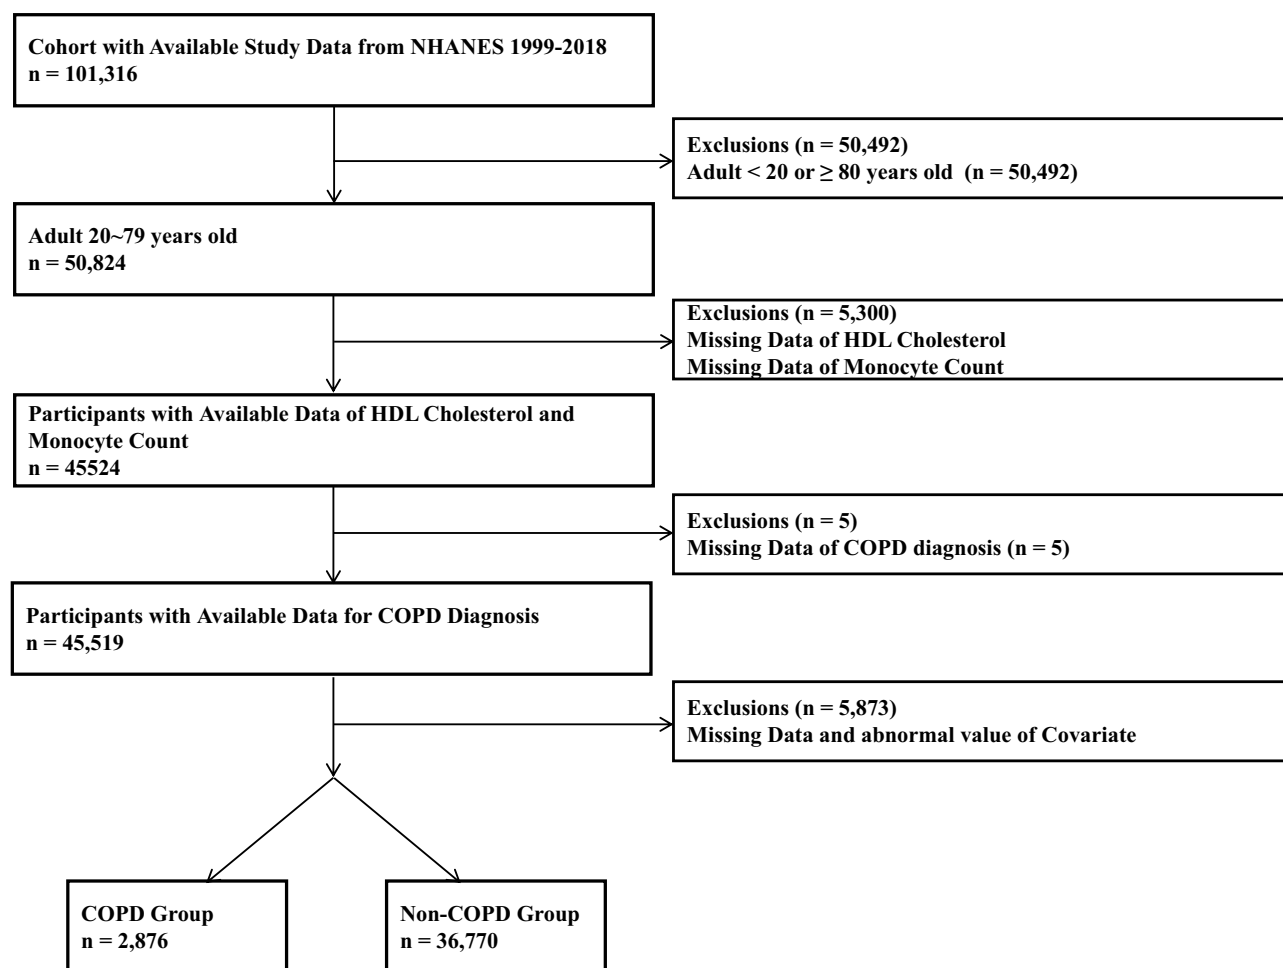 Cohort with Available Study Data from NHANES 1999-2018
n = 101,316
Exclusions (n = 50,492)
Adult < 20 or ≥ 80 years old (n = 50,492)
Adult 20~79 years old
n = 50,824
Exclusions (n = 5,300)
Missing Data of HDL Cholesterol
Missing Data of Monocyte Count
Participants with Available Data of HDL Cholesterol and
Monocyte Count
n = 45524
Exclusions (n = 5)
Missing Data of COPD diagnosis (n = 5)
Participants with Available Data for COPD Diagnosis
n = 45,519
Exclusions (n = 5,873)
Missing Data and abnormal value of Covariate
COPD Group
n = 2,876
Non-COPD Group
n = 36,770